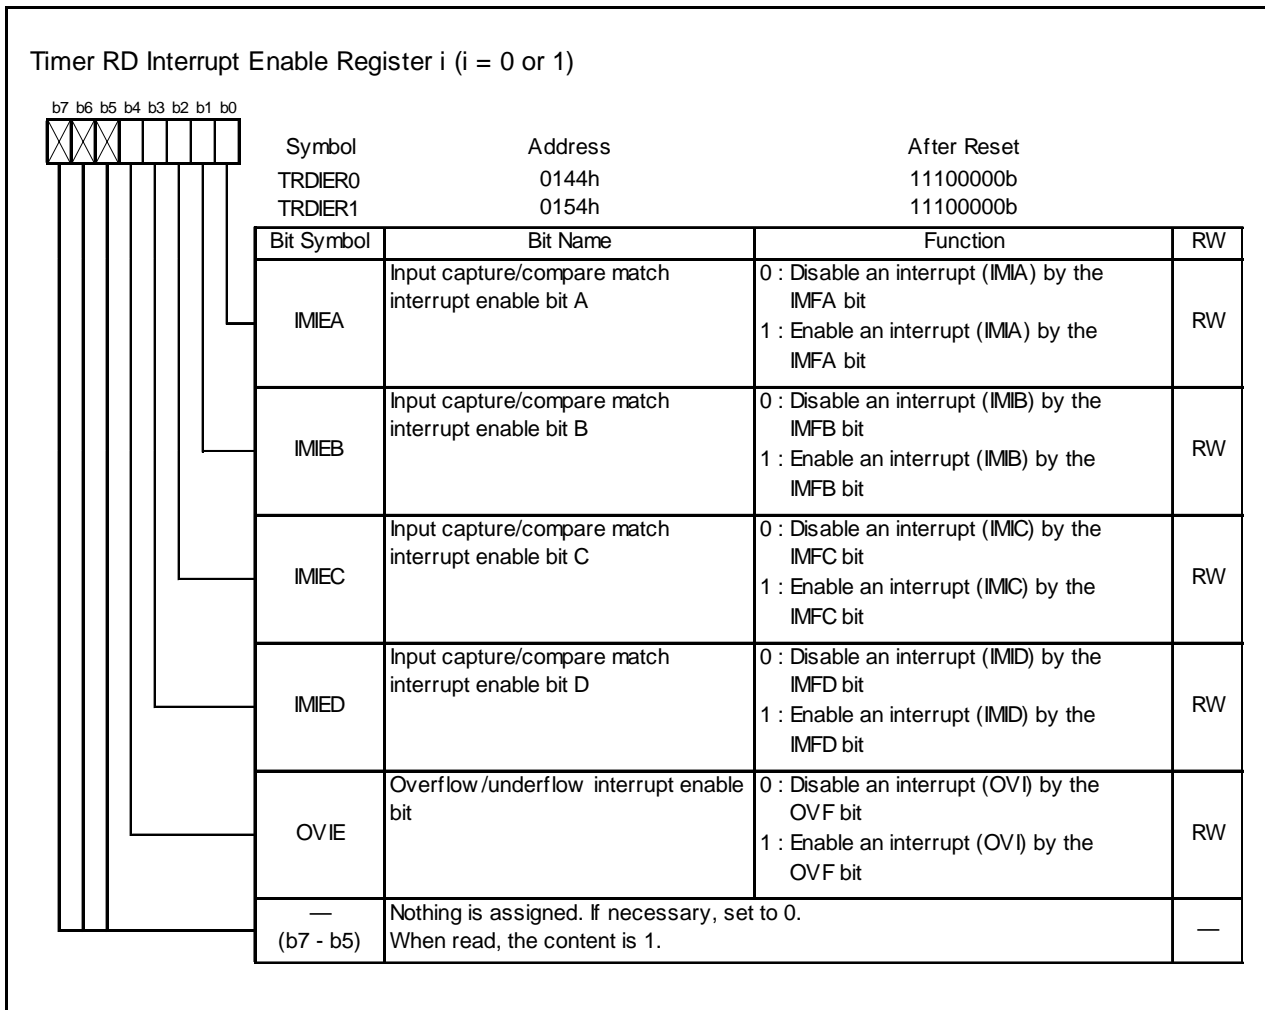 Timer RD Interrupt Enable Register i (i = 0 or 1)
b7 b6 b5 b4 b3 b2 b1 b0
Symbol Address After Reset
TRDIER0 0144h 11100000b
TRDIER1 0154h 11100000b
Bit Symbol Bit Name Function RW
IMIEA
Input capture/compare match
interrupt enable bit A
0 : Disable an interrupt (IMIA) by the
IMFA bit
1 : Enable an interrupt (IMIA) by the
IMFA bit
RW
IMIEB
Input capture/compare match
interrupt enable bit B
0 : Disable an interrupt (IMIB) by the
IMFB bit
1 : Enable an interrupt (IMIB) by the
IMFB bit
RW
IMIEC
Input capture/compare match
interrupt enable bit C
0 : Disable an interrupt (IMIC) by the
IMFC bit
1 : Enable an interrupt (IMIC) by the
IMFC bit
RW
IMIED
Input capture/compare match
interrupt enable bit D
0 : Disable an interrupt (IMID) by the
IMFD bit
1 : Enable an interrupt (IMID) by the
IMFD bit
RW
OVIE
Overflow/underflow interrupt enable
bit
0 : Disable an interrupt (OVI) by the
OVF bit
1 : Enable an interrupt (OVI) by the
OVF bit
RW
—
(b7 - b5)
Nothing is assigned. If necessary, set to 0.
When read, the content is 1.
—